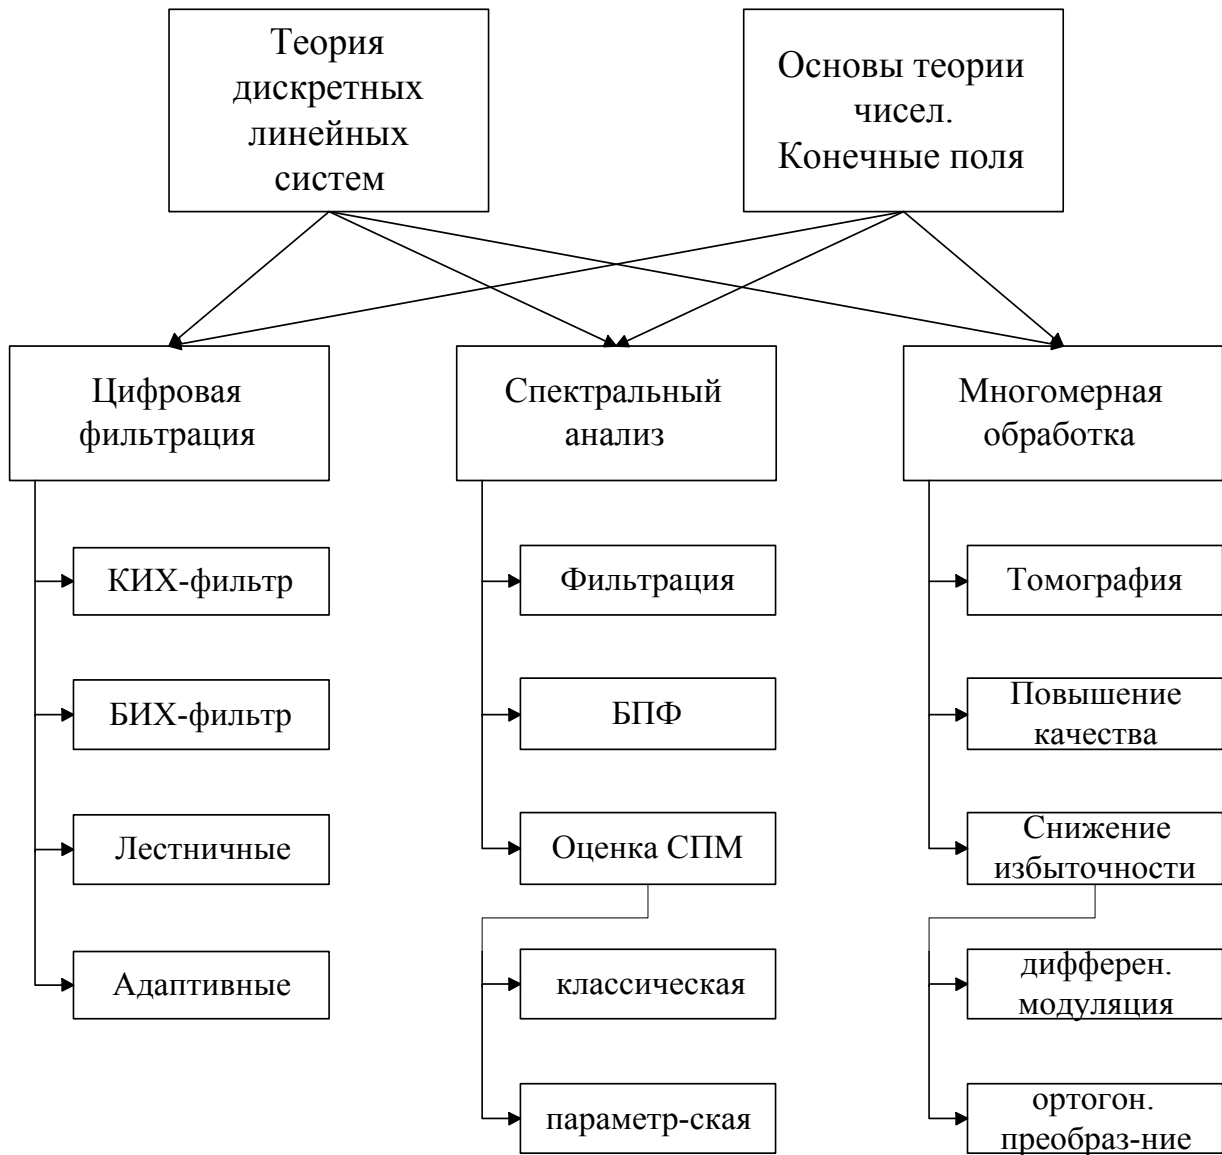 Теория
дискретных
линейных
систем
Основы теории
чисел.
Конечные поля
Цифровая
фильтрация
Спектральный
анализ
Многомерная
обработка
КИХ-фильтр
Фильтрация
Томография
БИХ-фильтр
БПФ
Повышение
качества
Лестничные
Оценка СПМ
Снижение
избыточности
Адаптивные
классическая
дифферен.
модуляция
параметр-ская
ортогон.
преобраз-ние